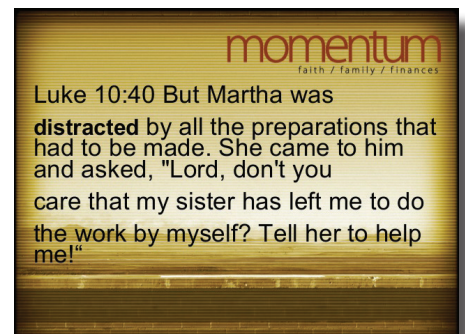 momentum
faith / family / finances
Luke 10:40 But Martha was
distracted by all the preparations that
had to be made. She came to him
and asked, "Lord, don't you
care that my sister has left me to do
the work by myself? Tell her to help
me!“